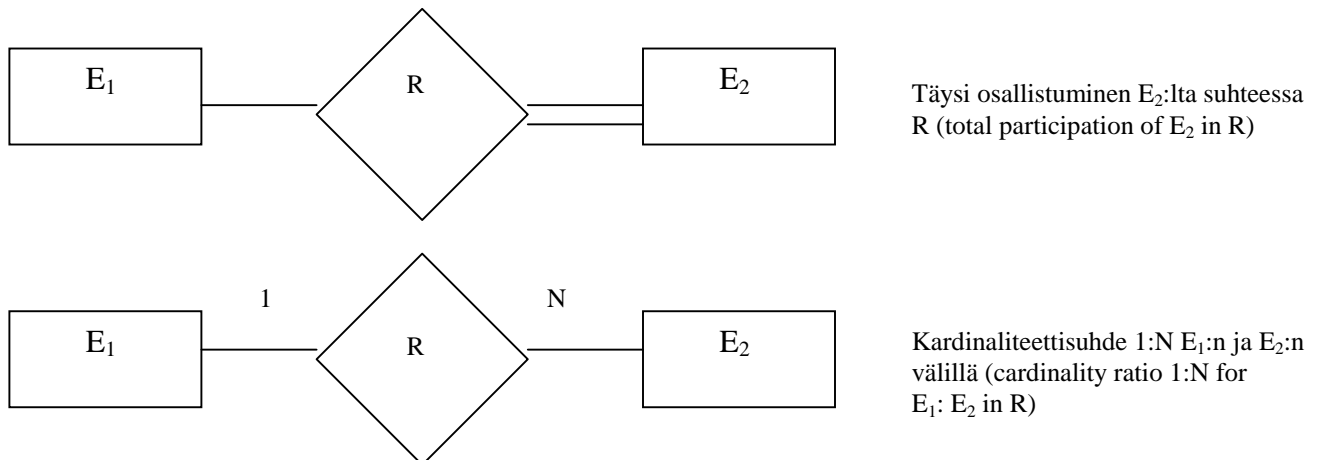 E₁ R E₂
Täysi osallistuminen E₂:lta suhteessa
R (total participation of E₂ in R)
1 N
E₁ R E₂
Kardinaliteettisuhde 1:N E₁:n ja E₂:n
välillä (cardinality ratio 1:N for
E₁: E₂ in R)